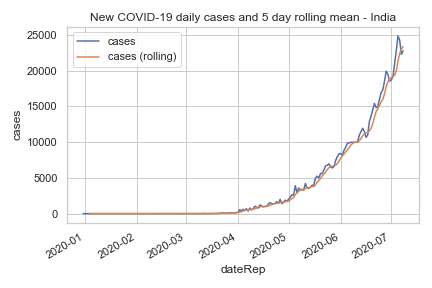 New COVID-19 daily cases and 5 day rolling mean - India
cases
cases (rolling)
25000
20000
15000
10000
5000
0
cases
2020-01
2020-02
2020-03
2020-04
2020-05
2020-06
2020-07
dateRep